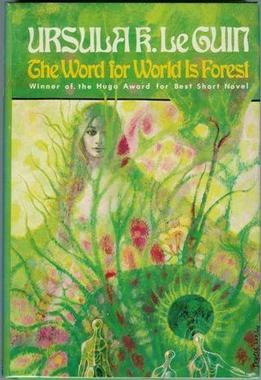 URSULA K. Le GUIN
The Word for World Is Forest
Winner of the Hugo Award for Best Short Novel